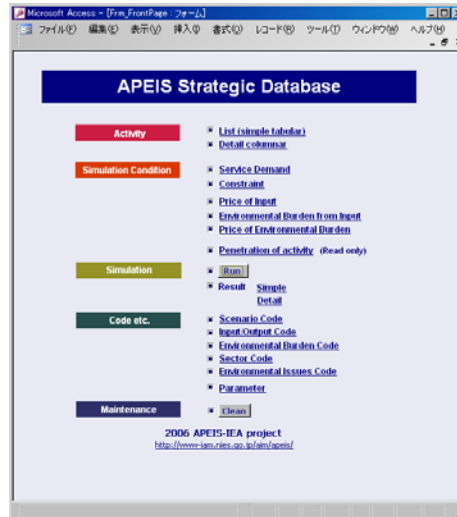 Microsoft Access - [Frm_FrontPage : フォーム]
ファイル(F) 編集(E) 表示(V) 挿入(I) 書式(O) レコード(R) ツール(T) ウィンドウ(W) ヘルプ(H)
APEIS Strategic Database
Activity
List (simple tabular)
Detail columnar
Simulation Condition
Service Demand
Constraint
Price of Input
Environmental Burden from Input
Price of Environmental Burden
Penetration of activity (Read only)
Simulation
Run
Result Simple
Detail
Code etc.
Scenario Code
Input/Output Code
Environmental Burden Code
Sector Code
Environmental Issues Code
Parameter
Maintenance
Clean
2006 APEIS-IEA project
http://www-iam.nies.go.jp/aim/apeis/